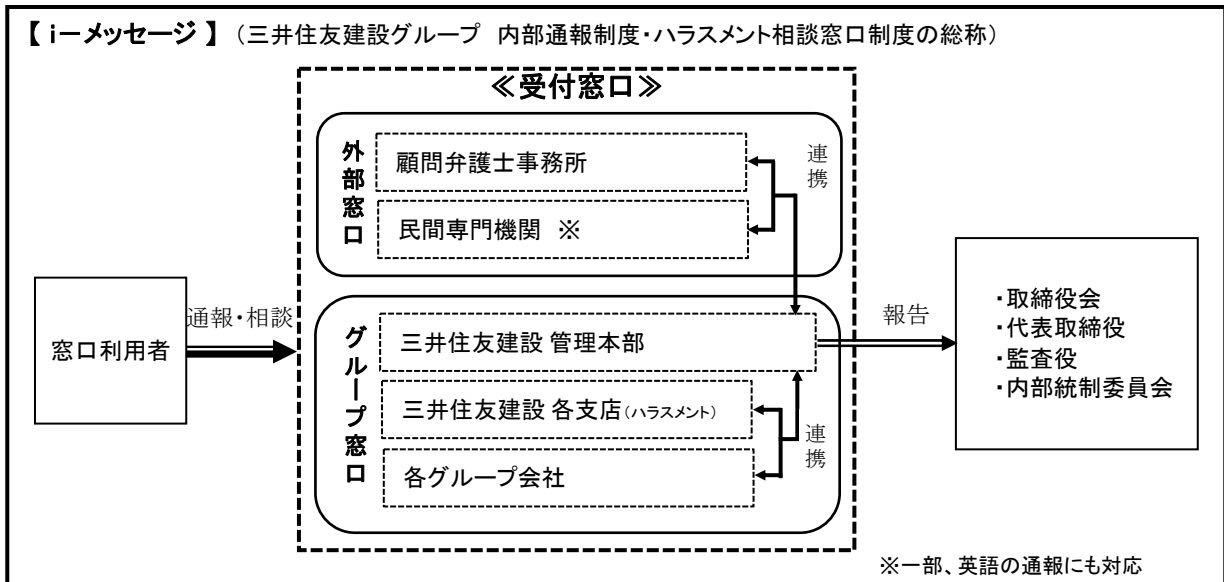 【 i－メッセージ 】 (三井住友建設グループ 内部通報制度・ハラスメント相談窓口制度の総称)
≪受付窓口≫
外部窓口
顧問弁護士事務所
民間専門機関 ※
連携
窓口利用者
通報・相談
グループ窓口
三井住友建設 管理本部
三井住友建設 各支店(ハラスメント)
各グループ会社
連携
報告
・取締役会
・代表取締役
・監査役
・内部統制委員会
※一部、英語の通報にも対応